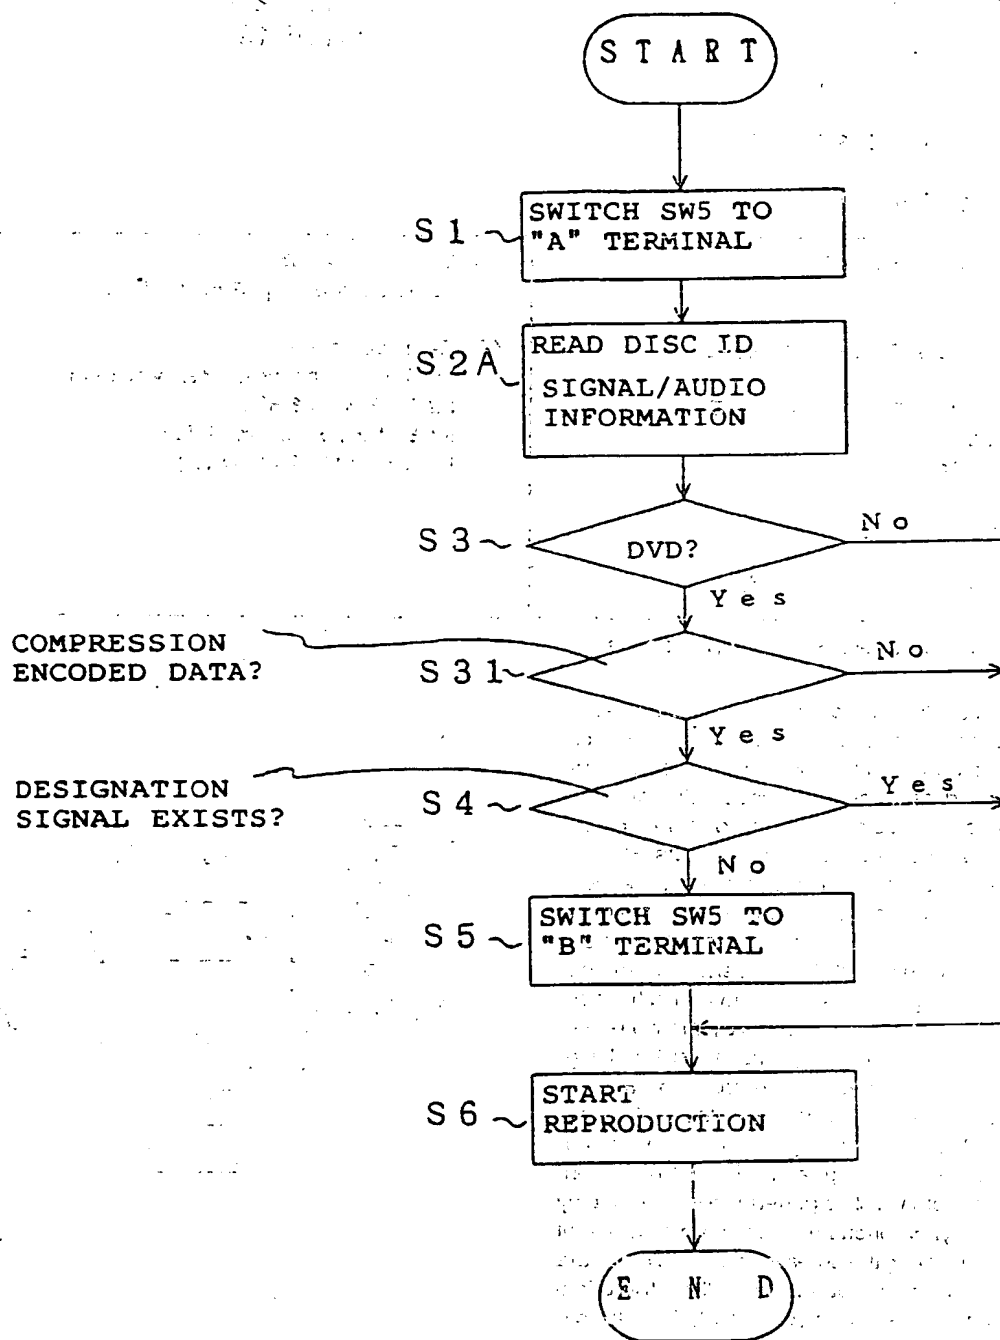 START
S1
SWITCH SW5 TO
"A" TERMINAL
S2A
READ DISC ID
SIGNAL/AUDIO
INFORMATION
S3
DVD?
No
Yes
COMPRESSION
ENCODED DATA?
S31
No
Yes
DESIGNATION
SIGNAL EXISTS?
S4
Yes
No
S5
SWITCH SW5 TO
"B" TERMINAL
S6
START
REPRODUCTION
END